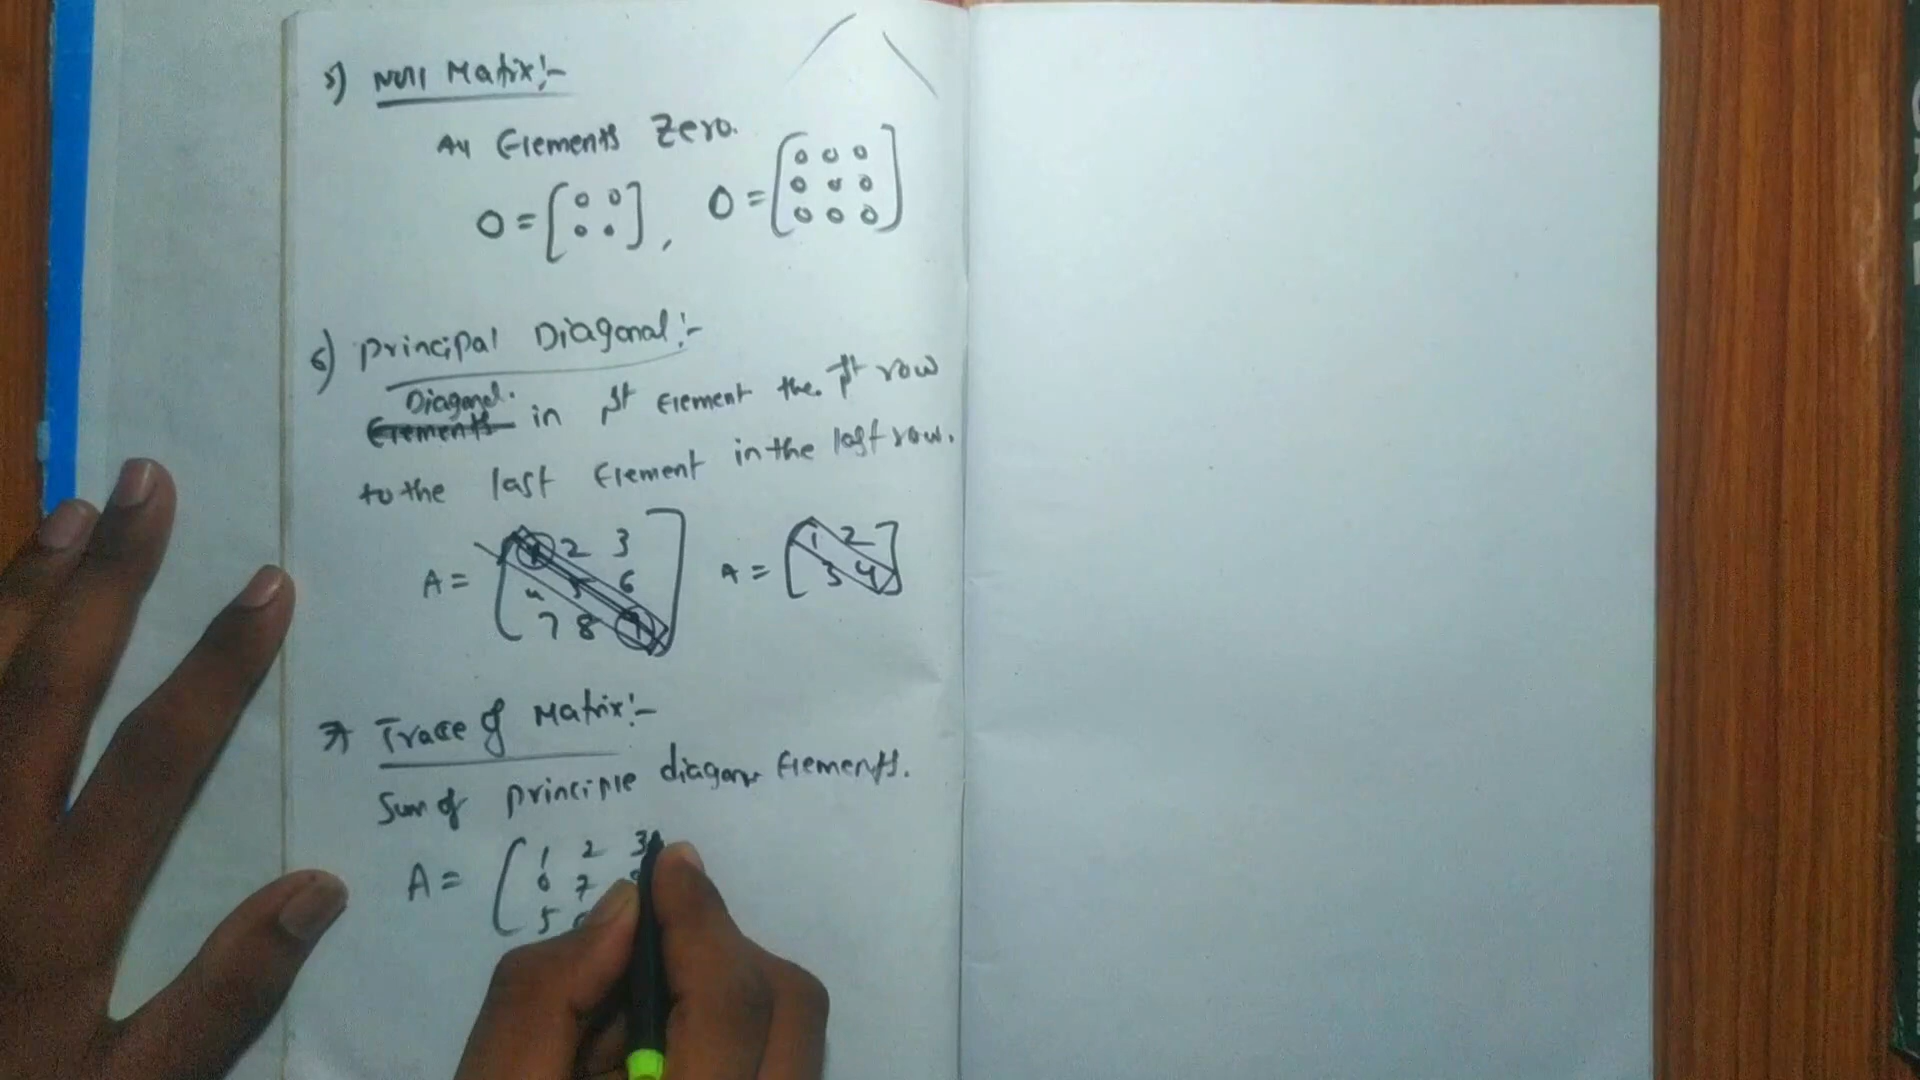 5) Null Matrix:-
All Elements Zero.
0 = [0 0 0 0], 0 = [0 0 0 0 0 0 0 0 0]
6) Principal Diagonal:-
Diagonal.
Elements in 1st Element the 1st row
to the last Element in the last row.
A = [1 2 3 4 5 6 7 8 9] A = [1 2 3 4]
7) Trace of Matrix:-
Sum of principle diagonal Elements.
A = [1 2 3
6 7
5